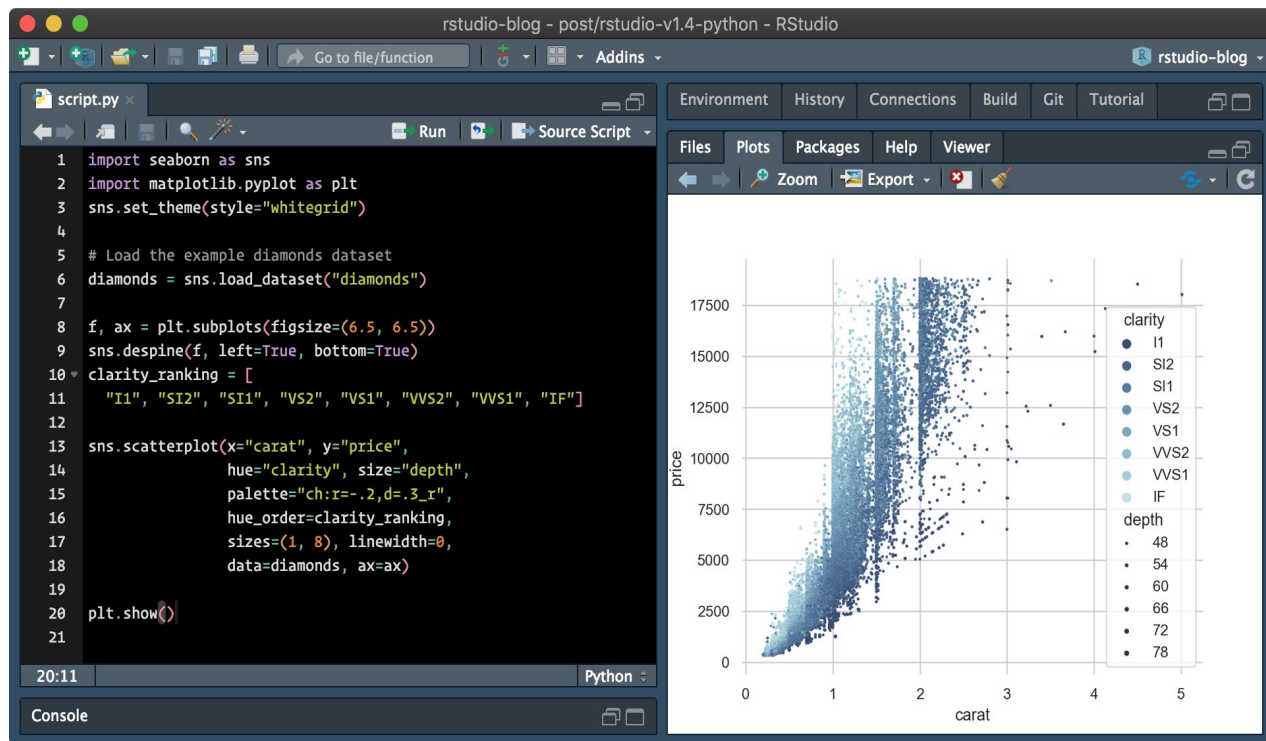 rstudio-blog - post/rstudio-v1.4-python - RStudio
Go to file/function
Addins
rstudio-blog
script.py
Run
Source Script
1 import seaborn as sns
2 import matplotlib.pyplot as plt
3 sns.set_theme(style="whitegrid")
4
5 # Load the example diamonds dataset
6 diamonds = sns.load_dataset("diamonds")
7
8 f, ax = plt.subplots(figsize=(6.5, 6.5))
9 sns.despine(f, left=True, bottom=True)
10 clarity_ranking = [
11 "I1", "SI2", "SI1", "VS2", "VS1", "VVS2", "VVS1", "IF"]
12
13 sns.scatterplot(x="carat", y="price",
14 hue="clarity", size="depth",
15 palette="ch:r=-.2,d=.3_r",
16 hue_order=clarity_ranking,
17 sizes=(1, 8), linewidth=0,
18 data=diamonds, ax=ax)
19
20 plt.show()
21
20:11
Python
Console
Environment History Connections Build Git Tutorial
Files Plots Packages Help Viewer
Zoom Export
17500
15000
12500
10000
7500
5000
2500
0
price
0 1 2 3 4 5
carat
clarity
I1
SI2
SI1
VS2
VS1
VVS2
VVS1
IF
depth
48
54
60
66
72
78